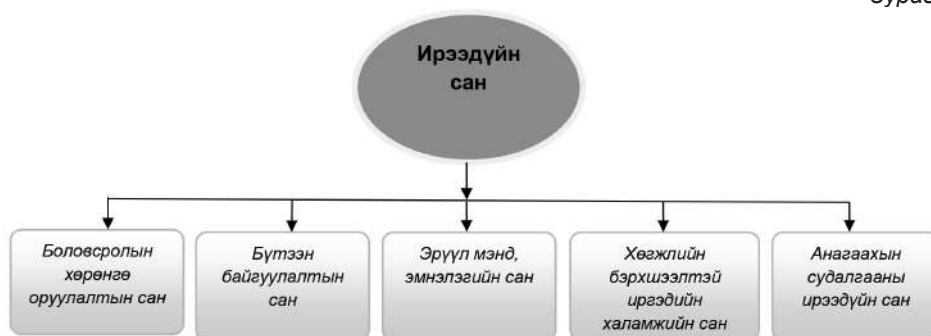 Ирээдүйн
сан
Боловсролын
хөрөнгө
оруулалтын сан
Бүтээн
байгуулалтын
сан
Эрүүл мэнд,
эмнэлэгийн сан
Хөгжлийн
бэрхшээлтэй
иргэдийн
халамжийн сан
Анагаахын
судалгааны
ирээдүйн сан